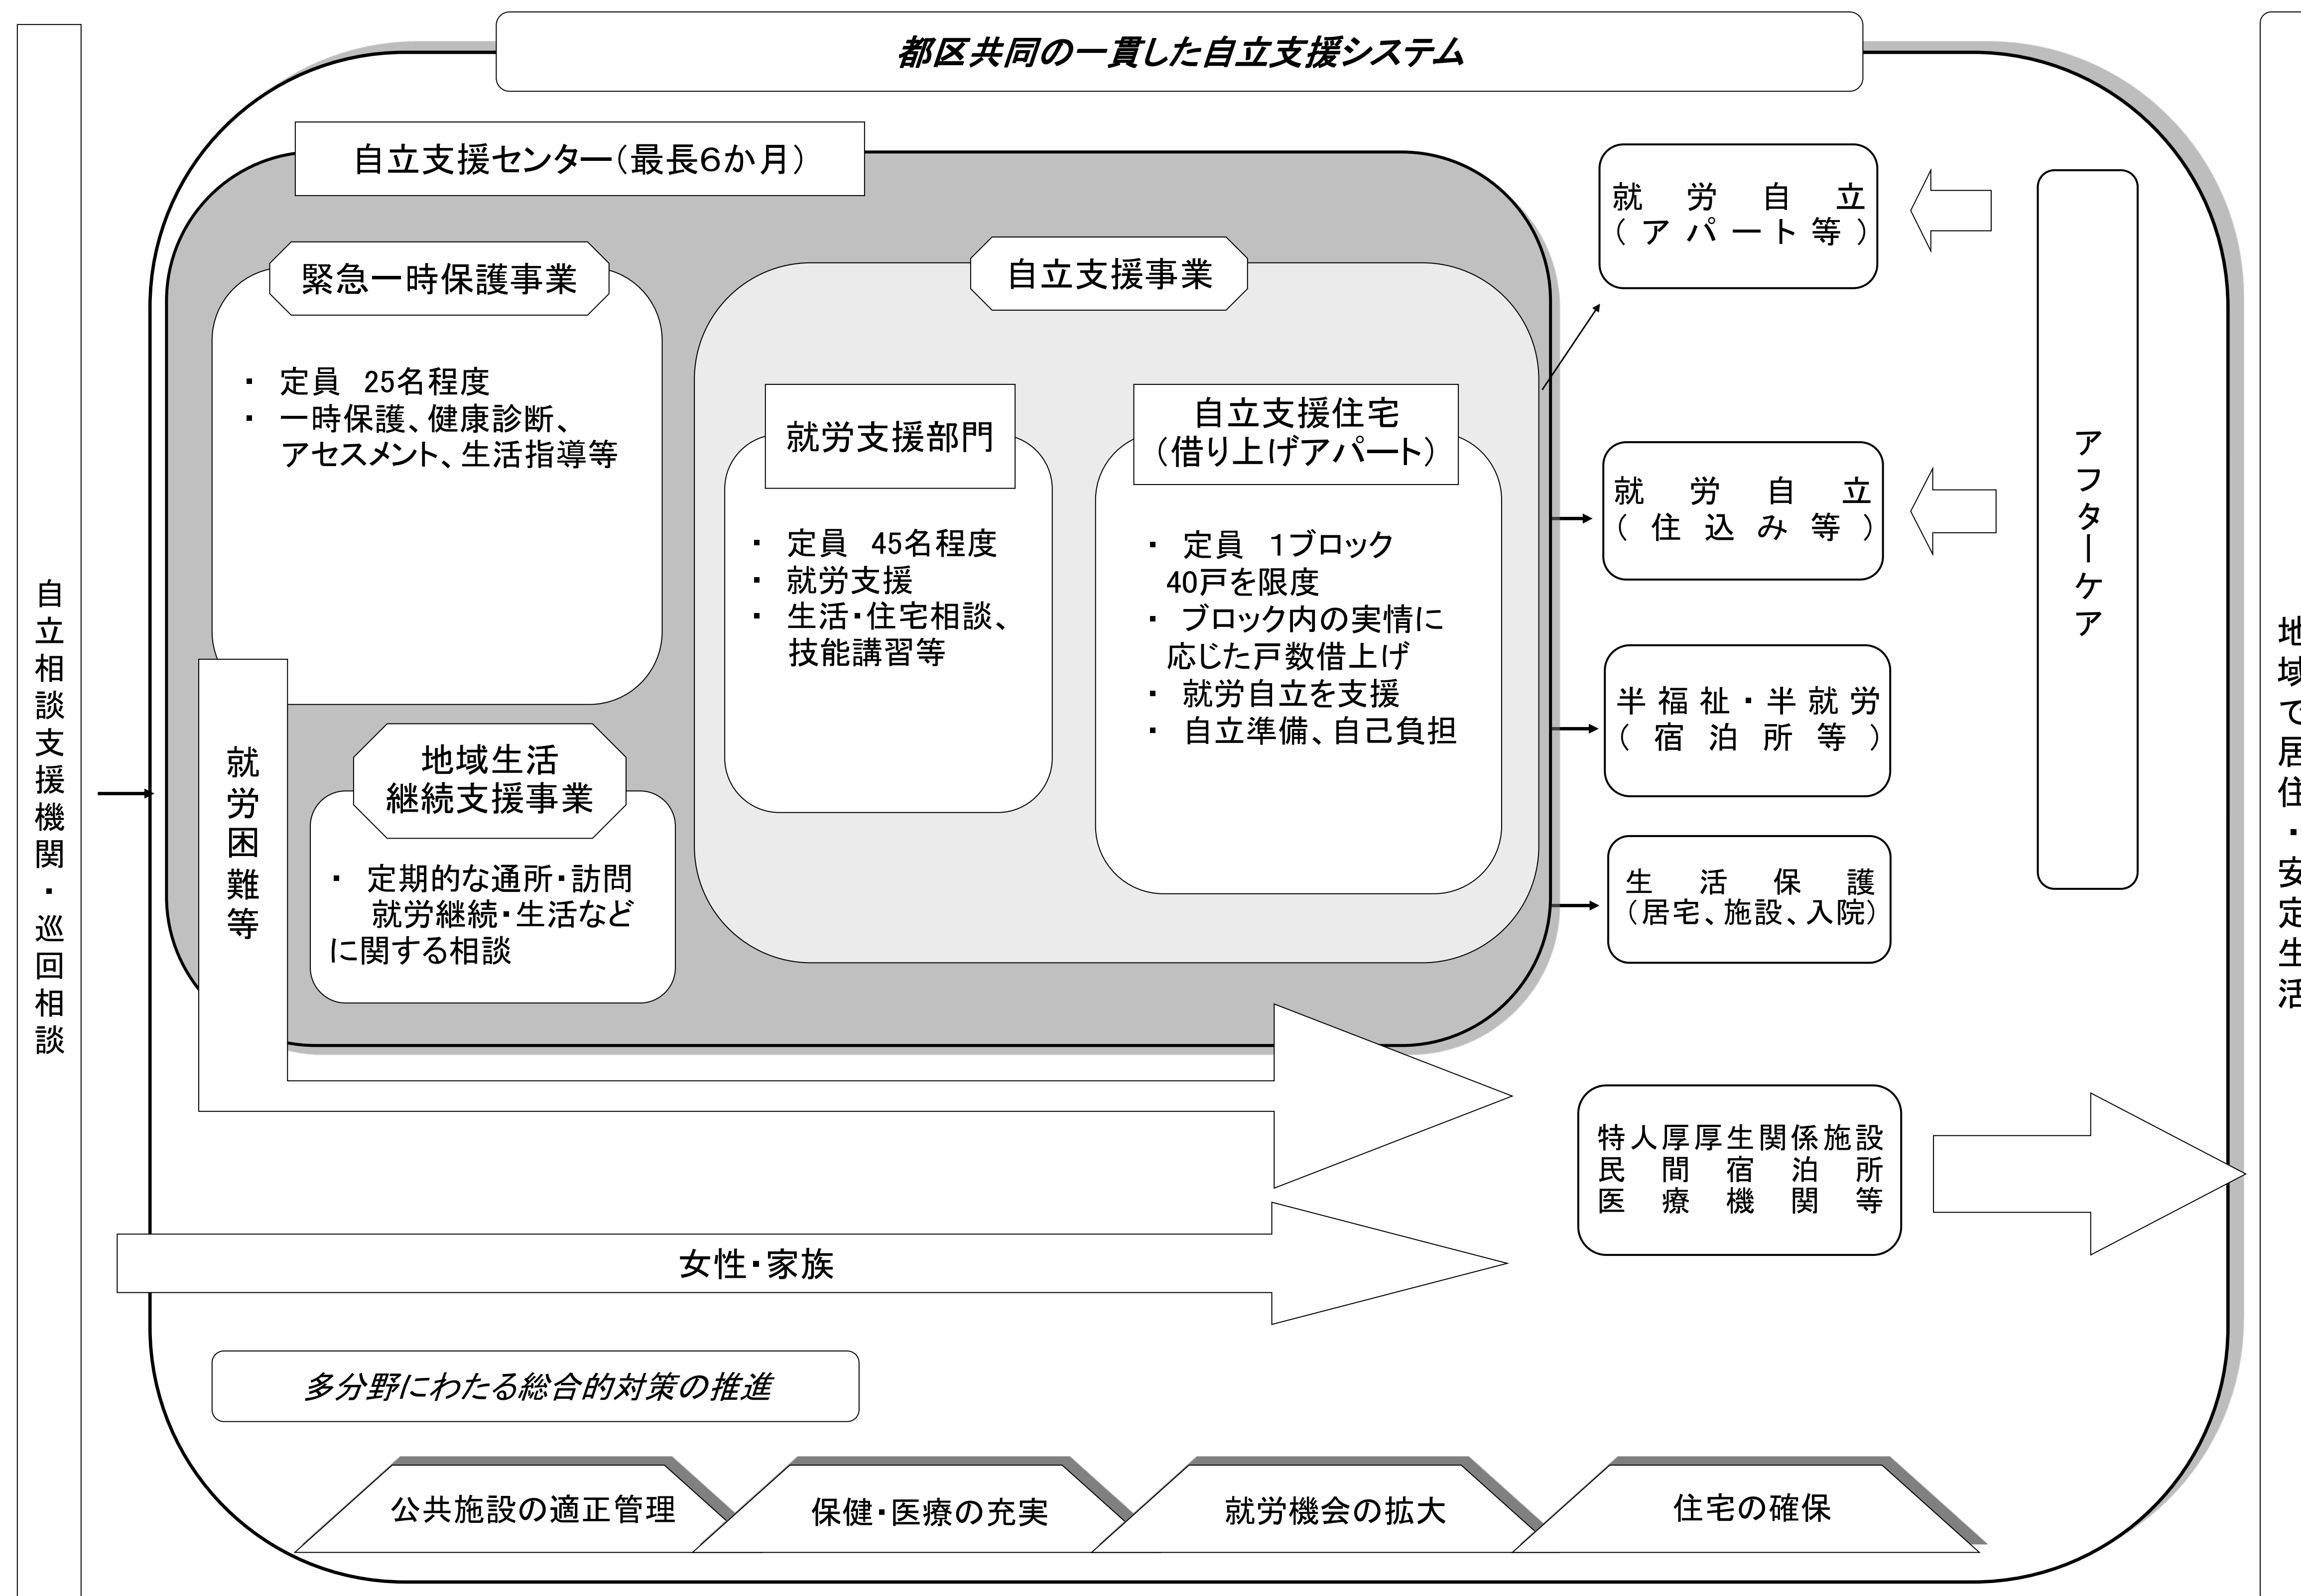 都区共同の一貫した自立支援システム
自立相談支援機関・巡回相談
自立支援センター（最長６か月）
緊急一時保護事業
・　定員　25名程度
・　一時保護、健康診断、
アセスメント、生活指導等
自立支援事業
就労支援部門
・　定員　45名程度
・　就労支援
・　生活・住宅相談、
技能講習等
自立支援住宅
（借り上げアパート）
・　定員　１ブロック
40戸を限度
・　ブロック内の実情に
応じた戸数借上げ
・　就労自立を支援
・　自立準備、自己負担
就労困難等
地域生活
継続支援事業
・　定期的な通所・訪問
就労継続・生活など
に関する相談
就労自立
（アパート等）
就労自立
（住込み等）
半福祉・半就労
（宿泊所等）
生活保護
（居宅、施設、入院）
アフターケア
特人厚厚生関係施設
民間宿泊所
医療機関等
女性・家族
地域で居住・安定生活
多分野にわたる総合的対策の推進
公共施設の適正管理
保健・医療の充実
就労機会の拡大
住宅の確保